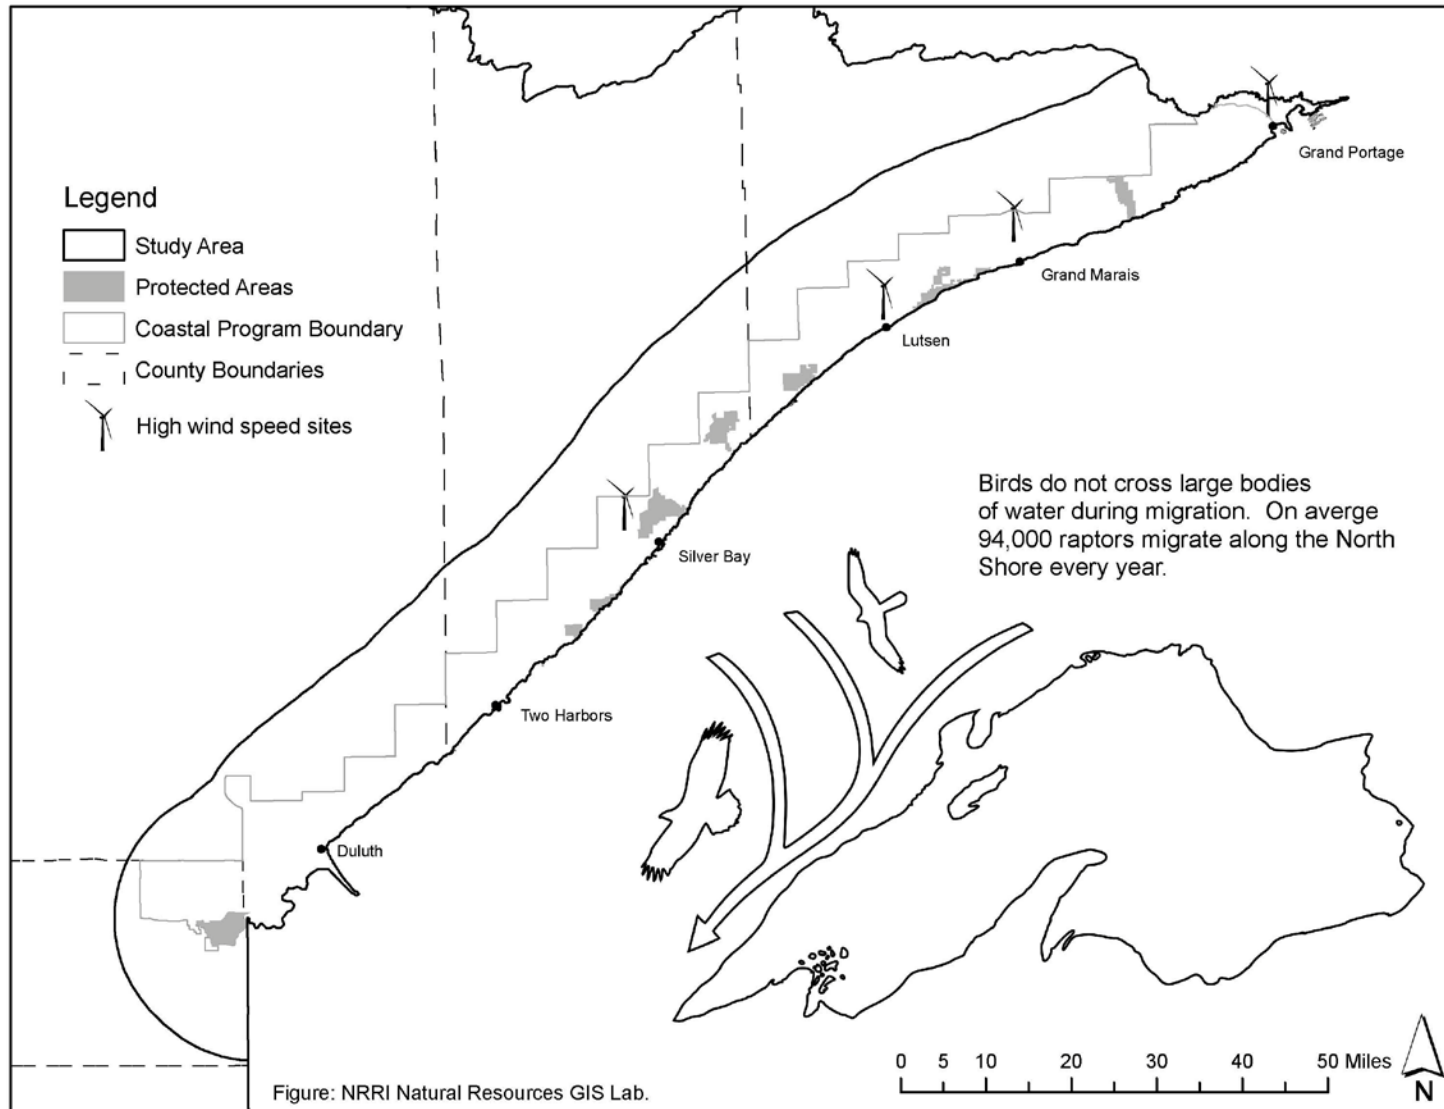 Legend
Study Area
Protected Areas
Coastal Program Boundary
County Boundaries
High wind speed sites
Grand Portage
Grand Marais
Lutsen
Silver Bay
Two Harbors
Duluth
Birds do not cross large bodies
of water during migration.  On averge
94,000 raptors migrate along the North
Shore every year.
0 5 10 20 30 40 50 Miles
N
Figure: NRRI Natural Resources GIS Lab.